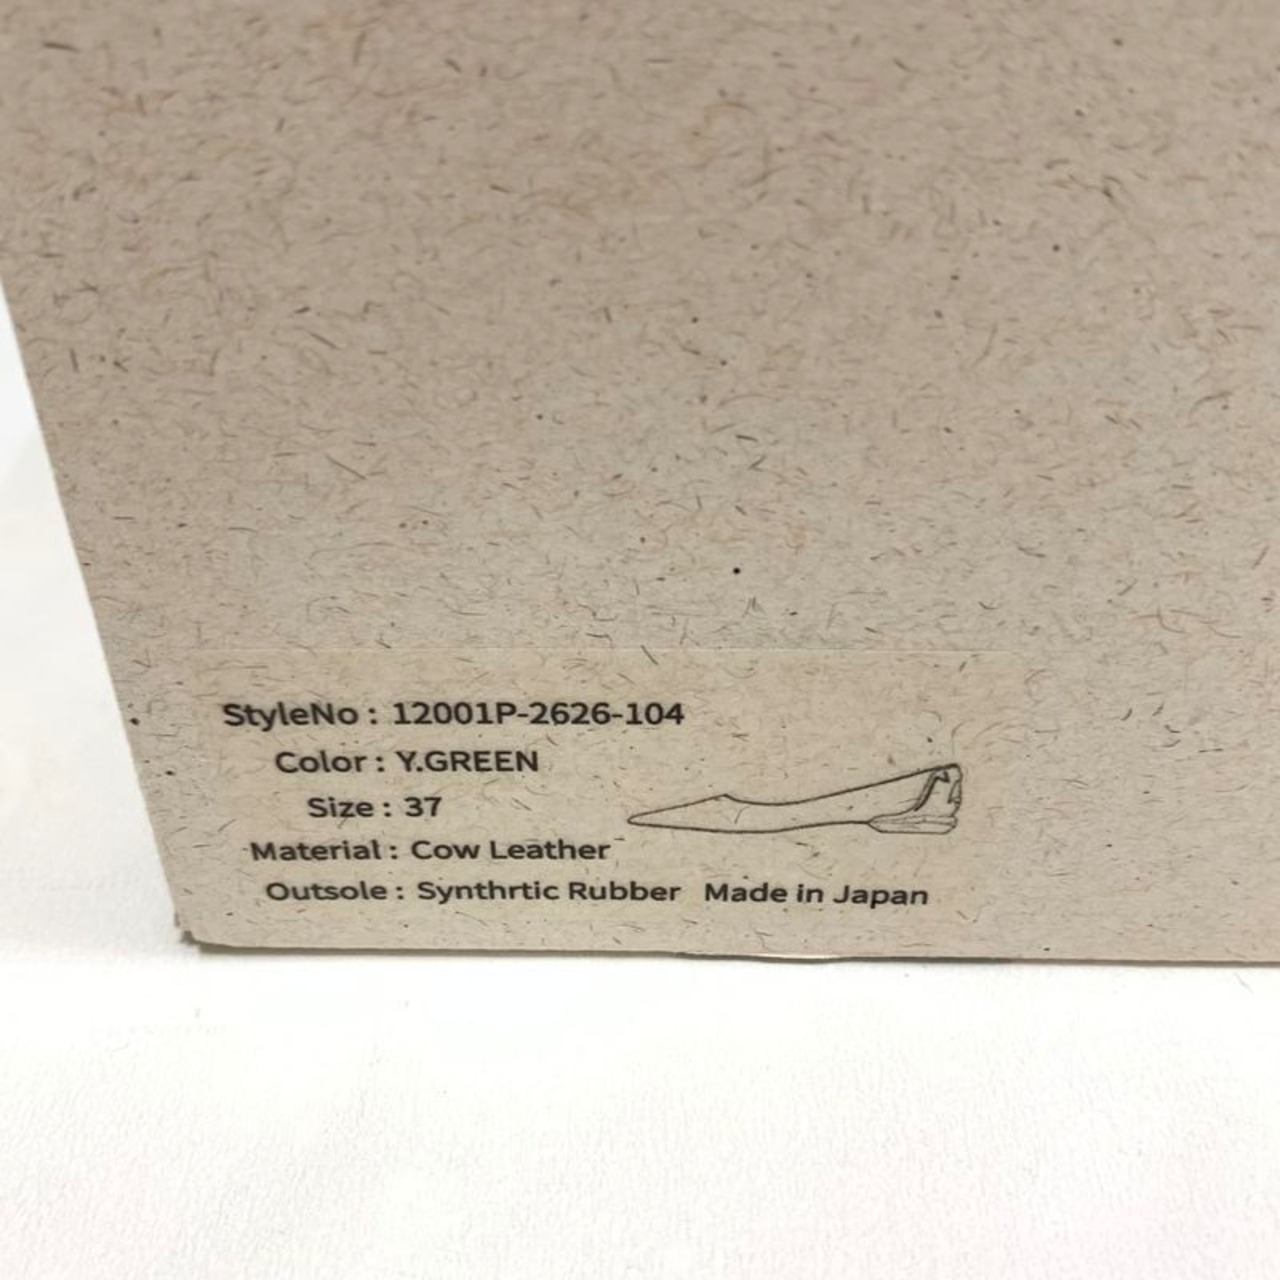 StyleNo : 12001P-2626-104
Color : Y.GREEN
Size : 37
Material : Cow Leather
Outsole : Synthrtic Rubber Made in Japan